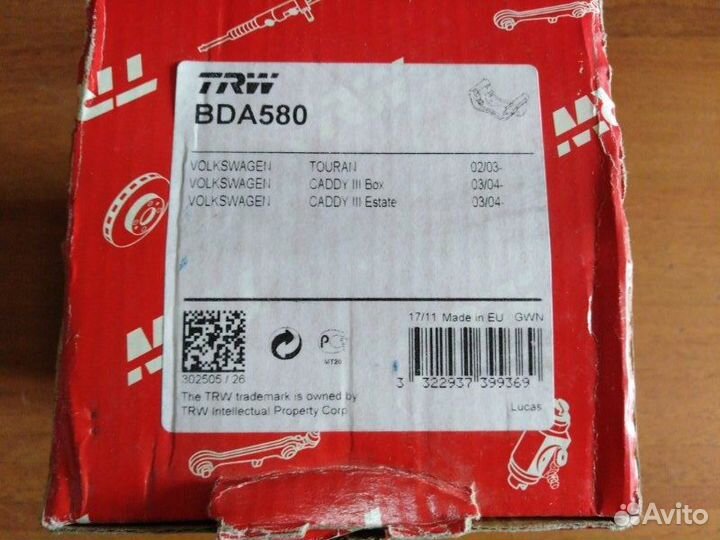 TRW
BDA580
VOLKSWAGEN TOURAN 02/03-
VOLKSWAGEN CADDY III Box 03/04-
VOLKSWAGEN CADDY III Estate 03/04-
17/11 Made in EU GWN
302505 / 26
МТ20
3 322937 399369
The TRW trademark is owned by
TRW Intellectual Property Corp
Lucas
Avito